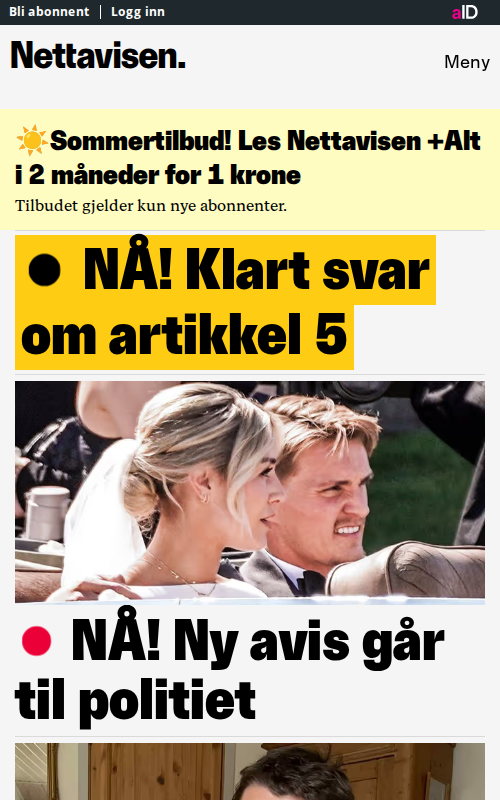 Bli abonnent | Logg inn
aID
Nettavisen.
Meny
☀️Sommertilbud! Les Nettavisen +Alt
i 2 måneder for 1 krone
Tilbudet gjelder kun nye abonnenter.
NÅ! Klart svar
om artikkel 5
NÅ! Ny avis går
til politiet